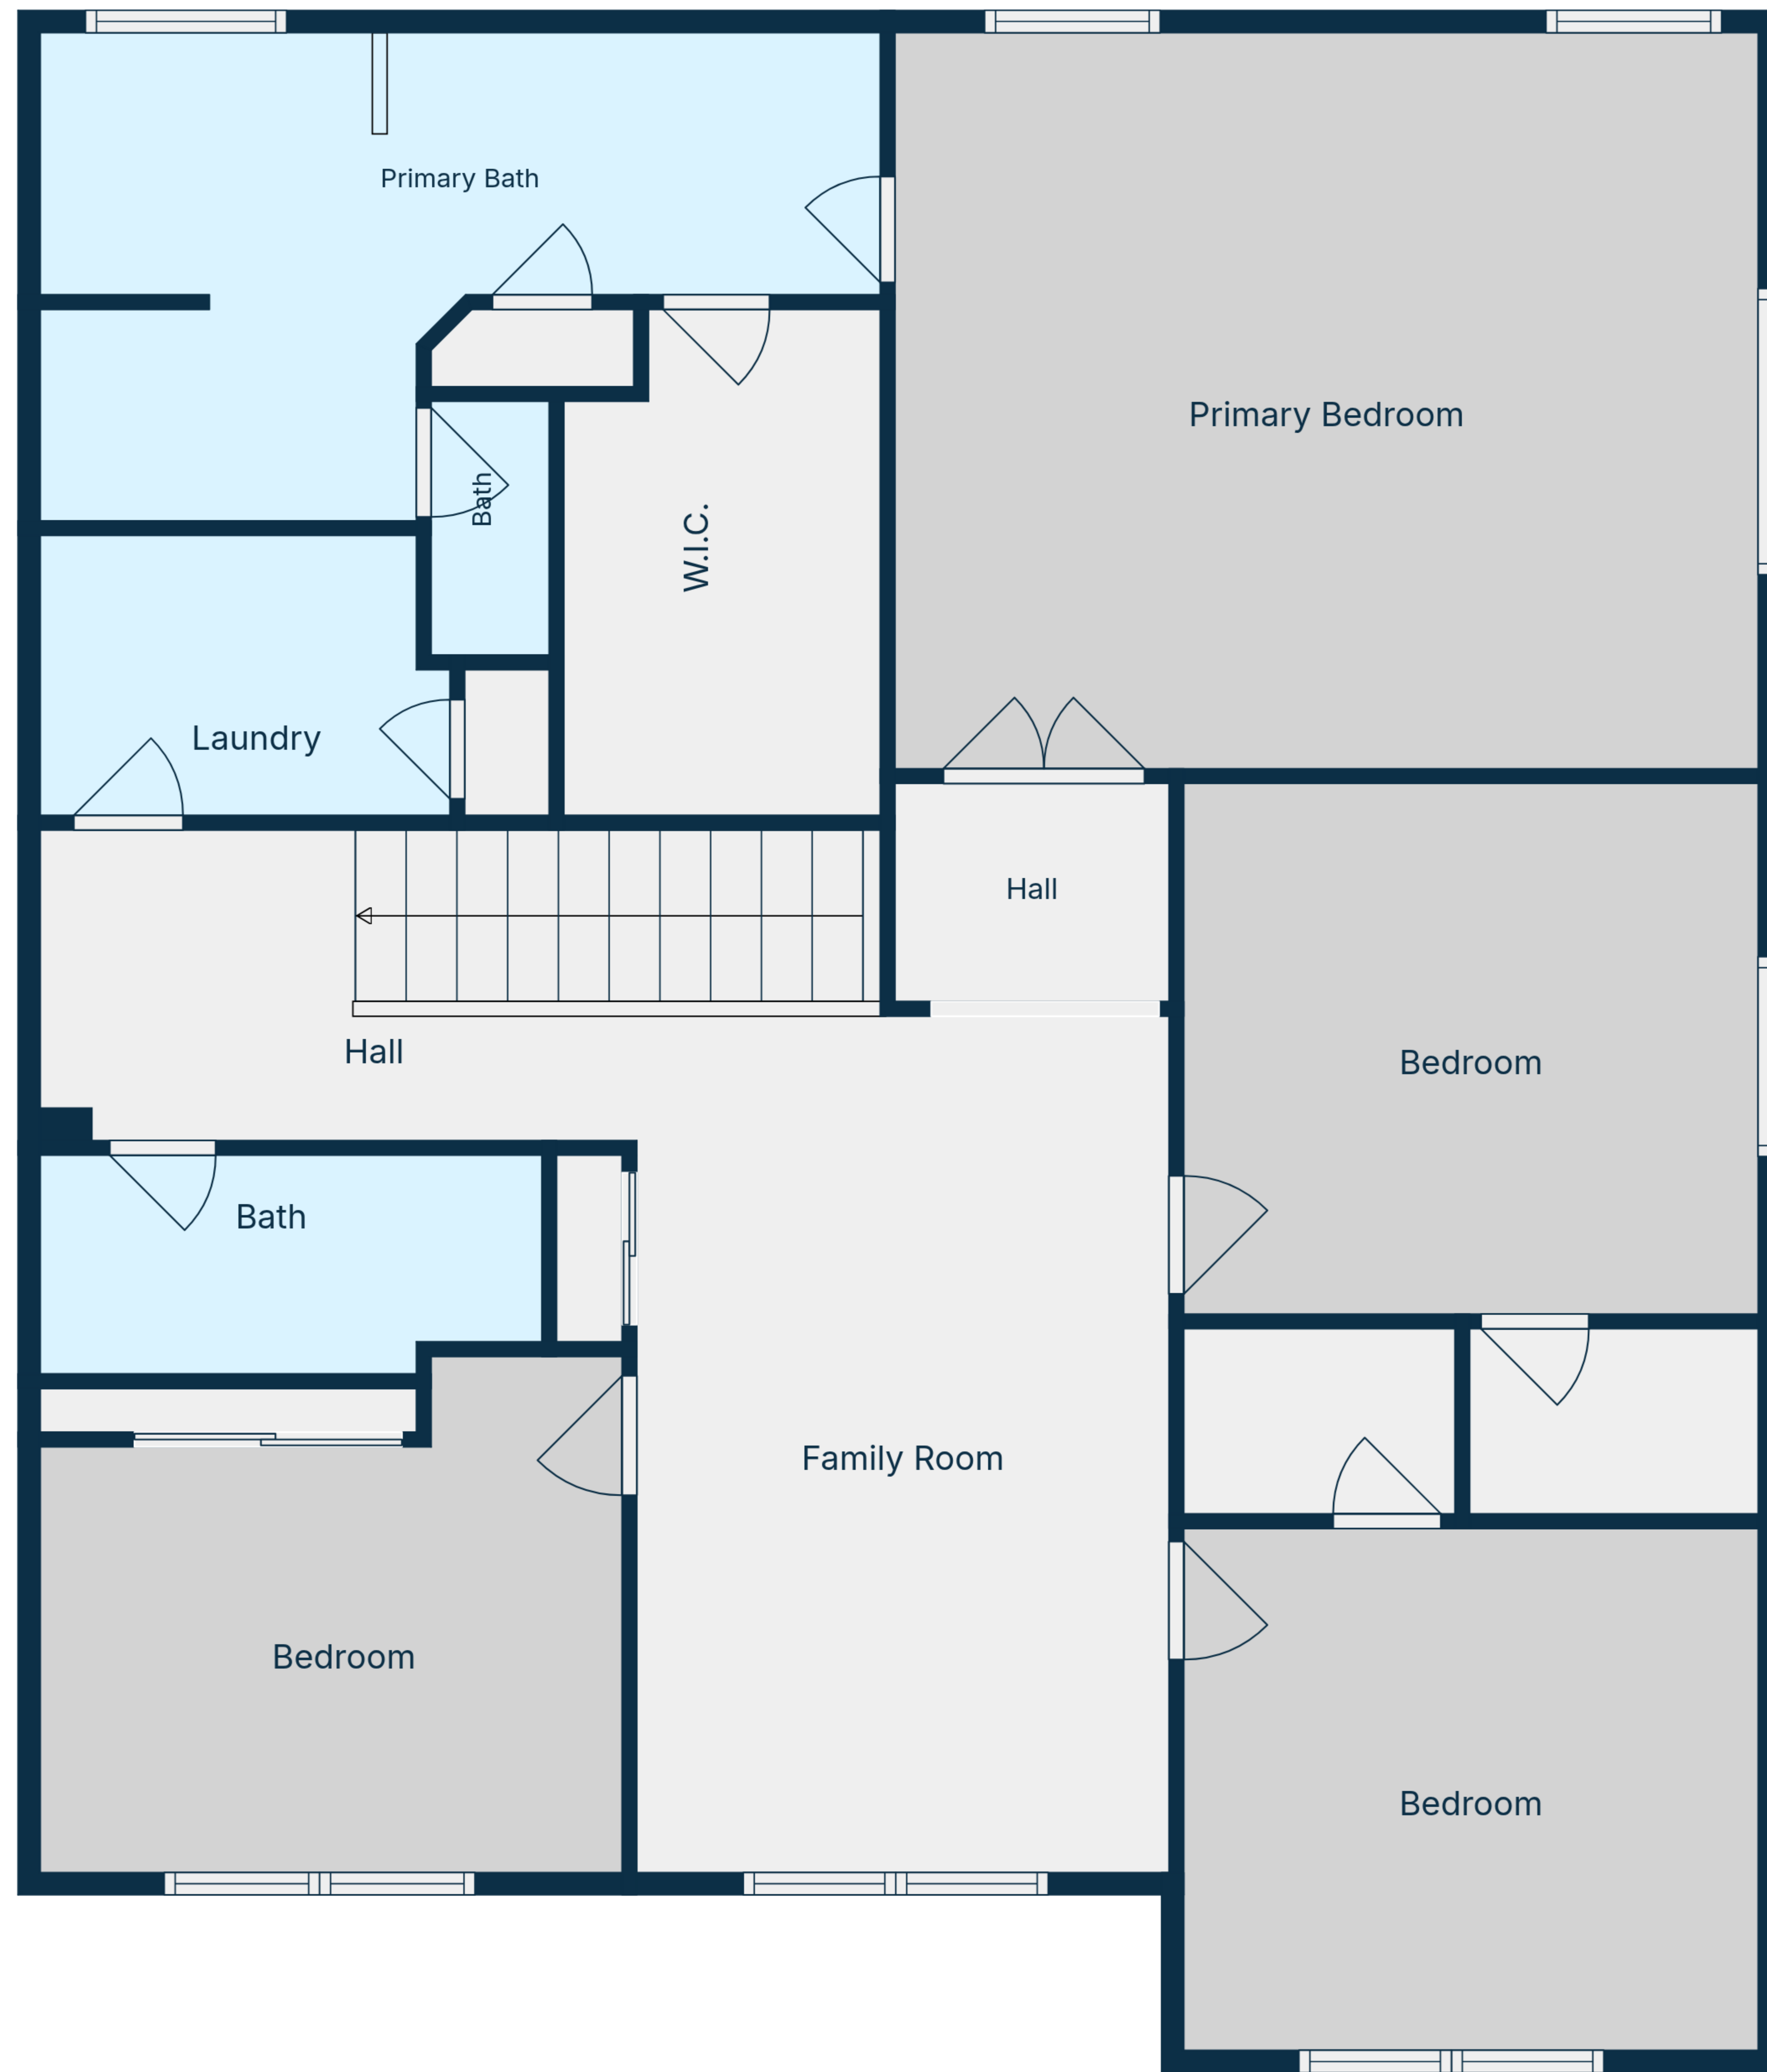 Primary Bath
Primary Bedroom
Bath
W.I.C.
Laundry
Hall
Hall
Bedroom
Bath
Family Room
Bedroom
Bedroom